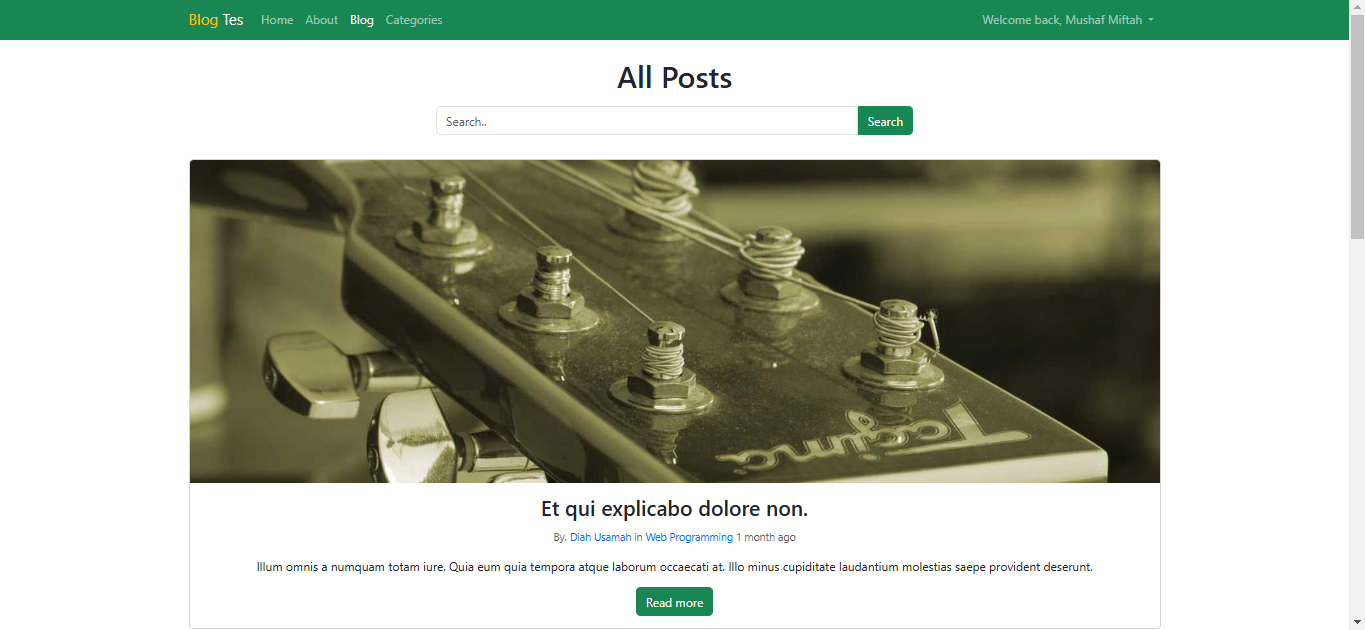 Blog Tes Home About Blog Categories Welcome back, Mushaf Miftah
All Posts
Search..
Search
Tagima
Et qui explicabo dolore non.
By. Diah Usamah in Web Programming 1 month ago
Illum omnis a numquam totam iure. Quia eum quia tempora atque laborum occaecati at. Illo minus cupiditate laudantium molestias saepe provident deserunt.
Read more